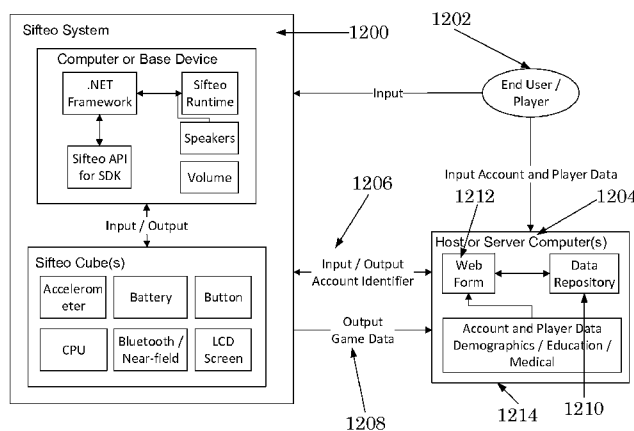 Sifteo System
1200
1202
Computer or Base Device
.NET
Framework
Sifteo
Runtime
Speakers
Sifteo API
for SDK
Volume
Input
End User /
Player
Input / Output
Input Account and Player Data
1206
1212
1204
Sifteo Cube(s)
Accelerom
eter
Battery
Button
CPU
Bluetooth /
Near-field
LCD
Screen
Input / Output
Account Identifier
Output
Game Data
1208
Host or Server Computer(s)
Web
Form
Data
Repository
Account and Player Data
Demographics / Education /
Medical
1214
1210